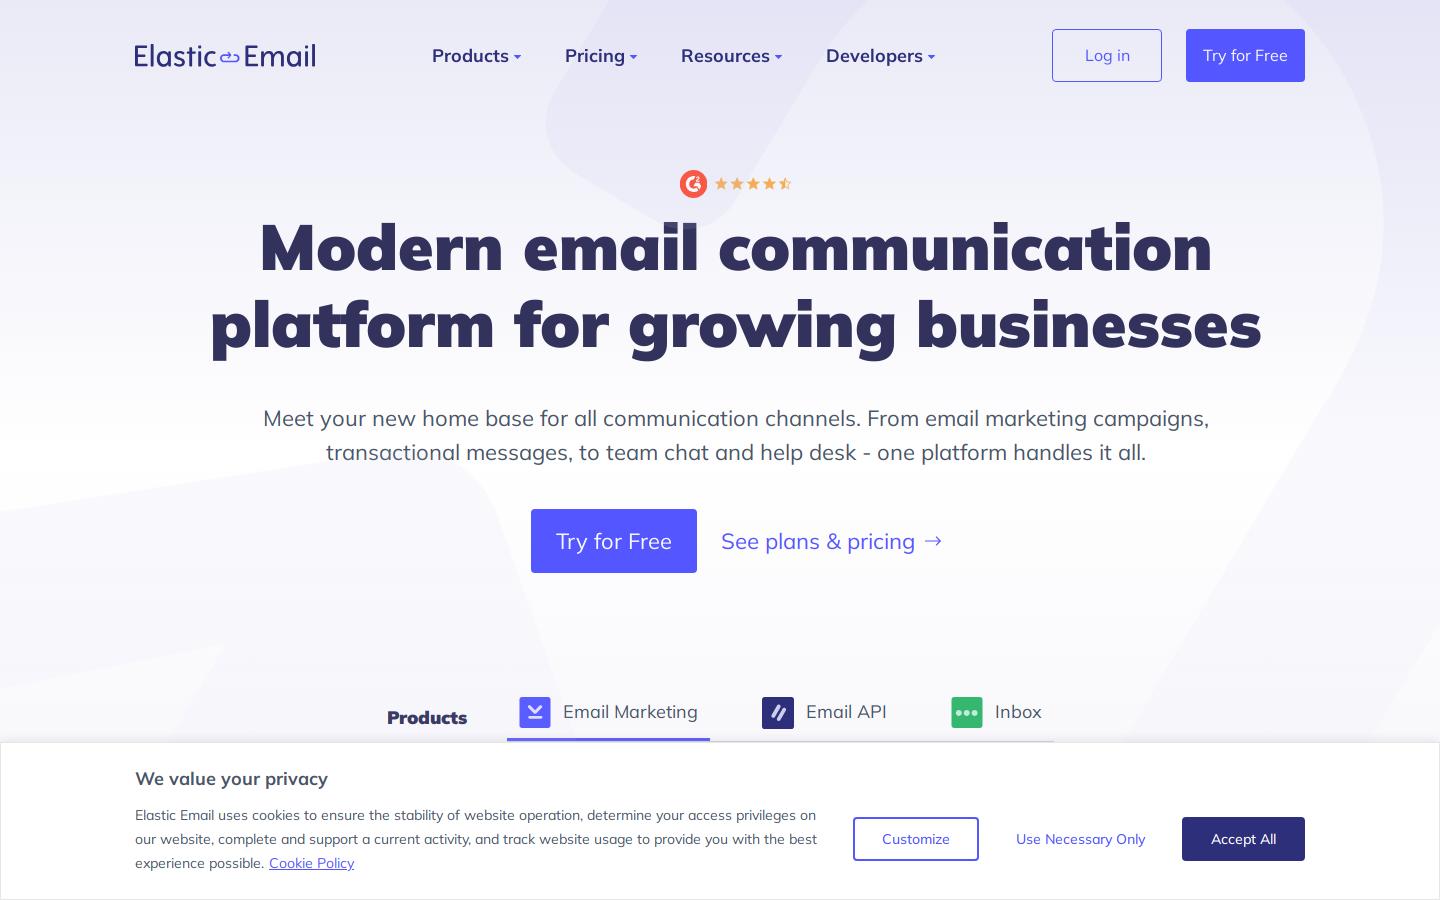 Elastic Email
Products
Pricing
Resources
Developers
Log in
Try for Free
Modern email communication
platform for growing businesses
Meet your new home base for all communication channels. From email marketing campaigns,
transactional messages, to team chat and help desk - one platform handles it all.
Try for Free
See plans & pricing →
Products
Email Marketing
Email API
Inbox
We value your privacy
Elastic Email uses cookies to ensure the stability of website operation, determine your access privileges on
our website, complete and support a current activity, and track website usage to provide you with the best
experience possible. Cookie Policy
Customize
Use Necessary Only
Accept All